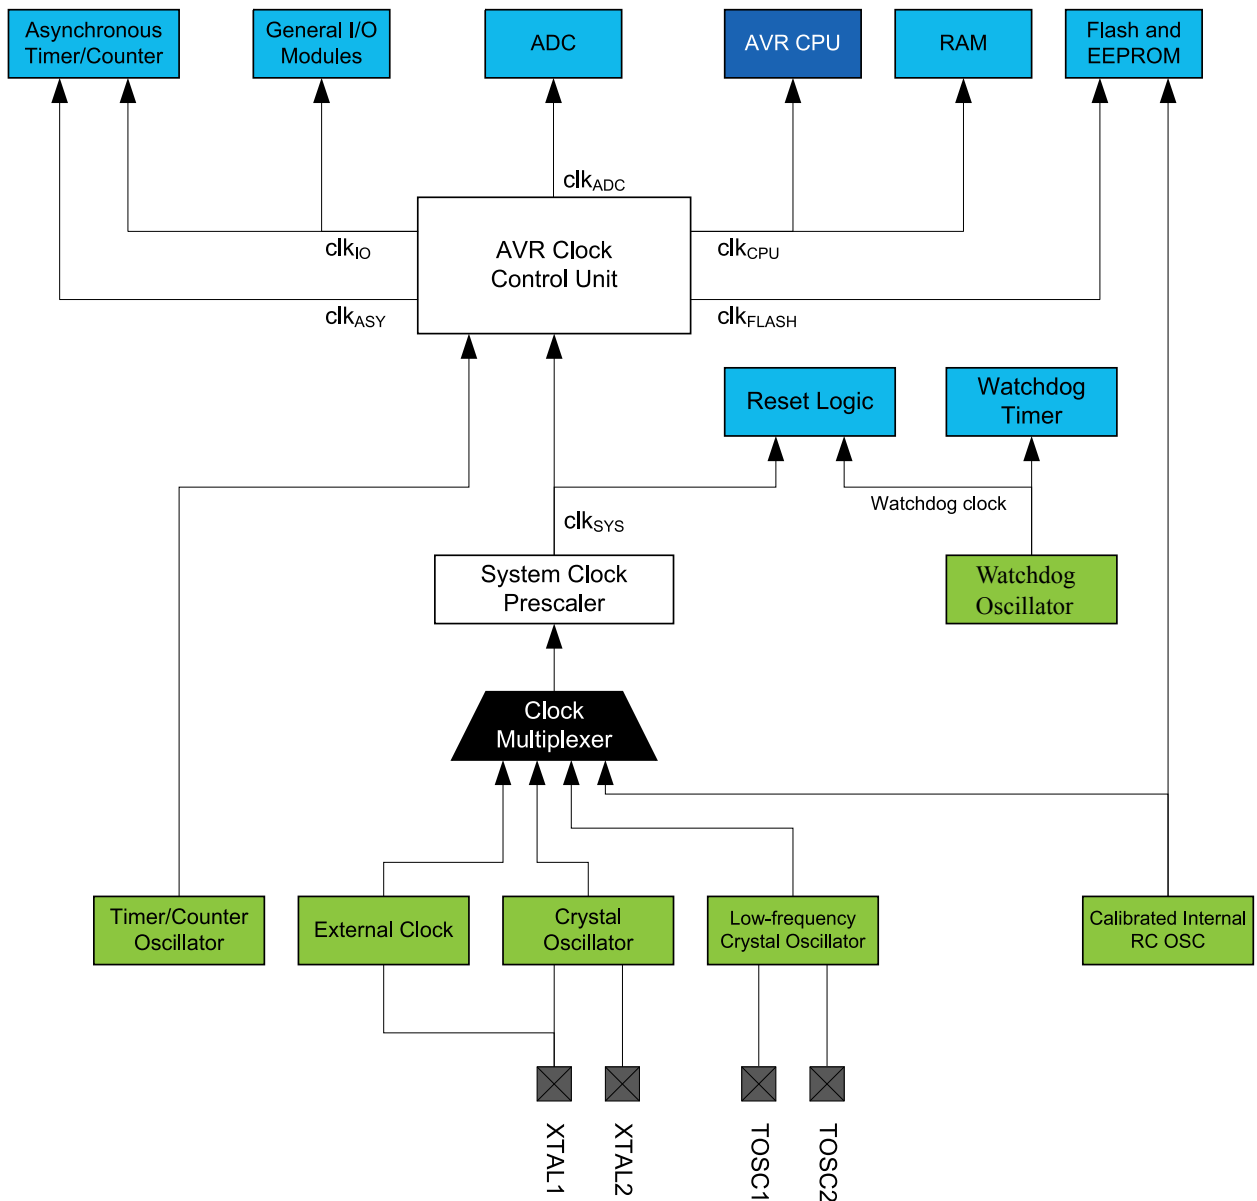 Asynchronous
Timer/Counter
General I/O
Modules
ADC
AVR CPU
RAM
Flash and
EEPROM
clkADC
clkIO
AVR Clock
Control Unit
clkCPU
clkASY
clkFLASH
Reset Logic
Watchdog
Timer
Watchdog clock
clkSYS
System Clock
Prescaler
Watchdog
Oscillator
Clock
Multiplexer
Timer/Counter
Oscillator
External Clock
Crystal
Oscillator
Low-frequency
Crystal Oscillator
Calibrated Internal
RC OSC
XTAL1
XTAL2
TOSC1
TOSC2